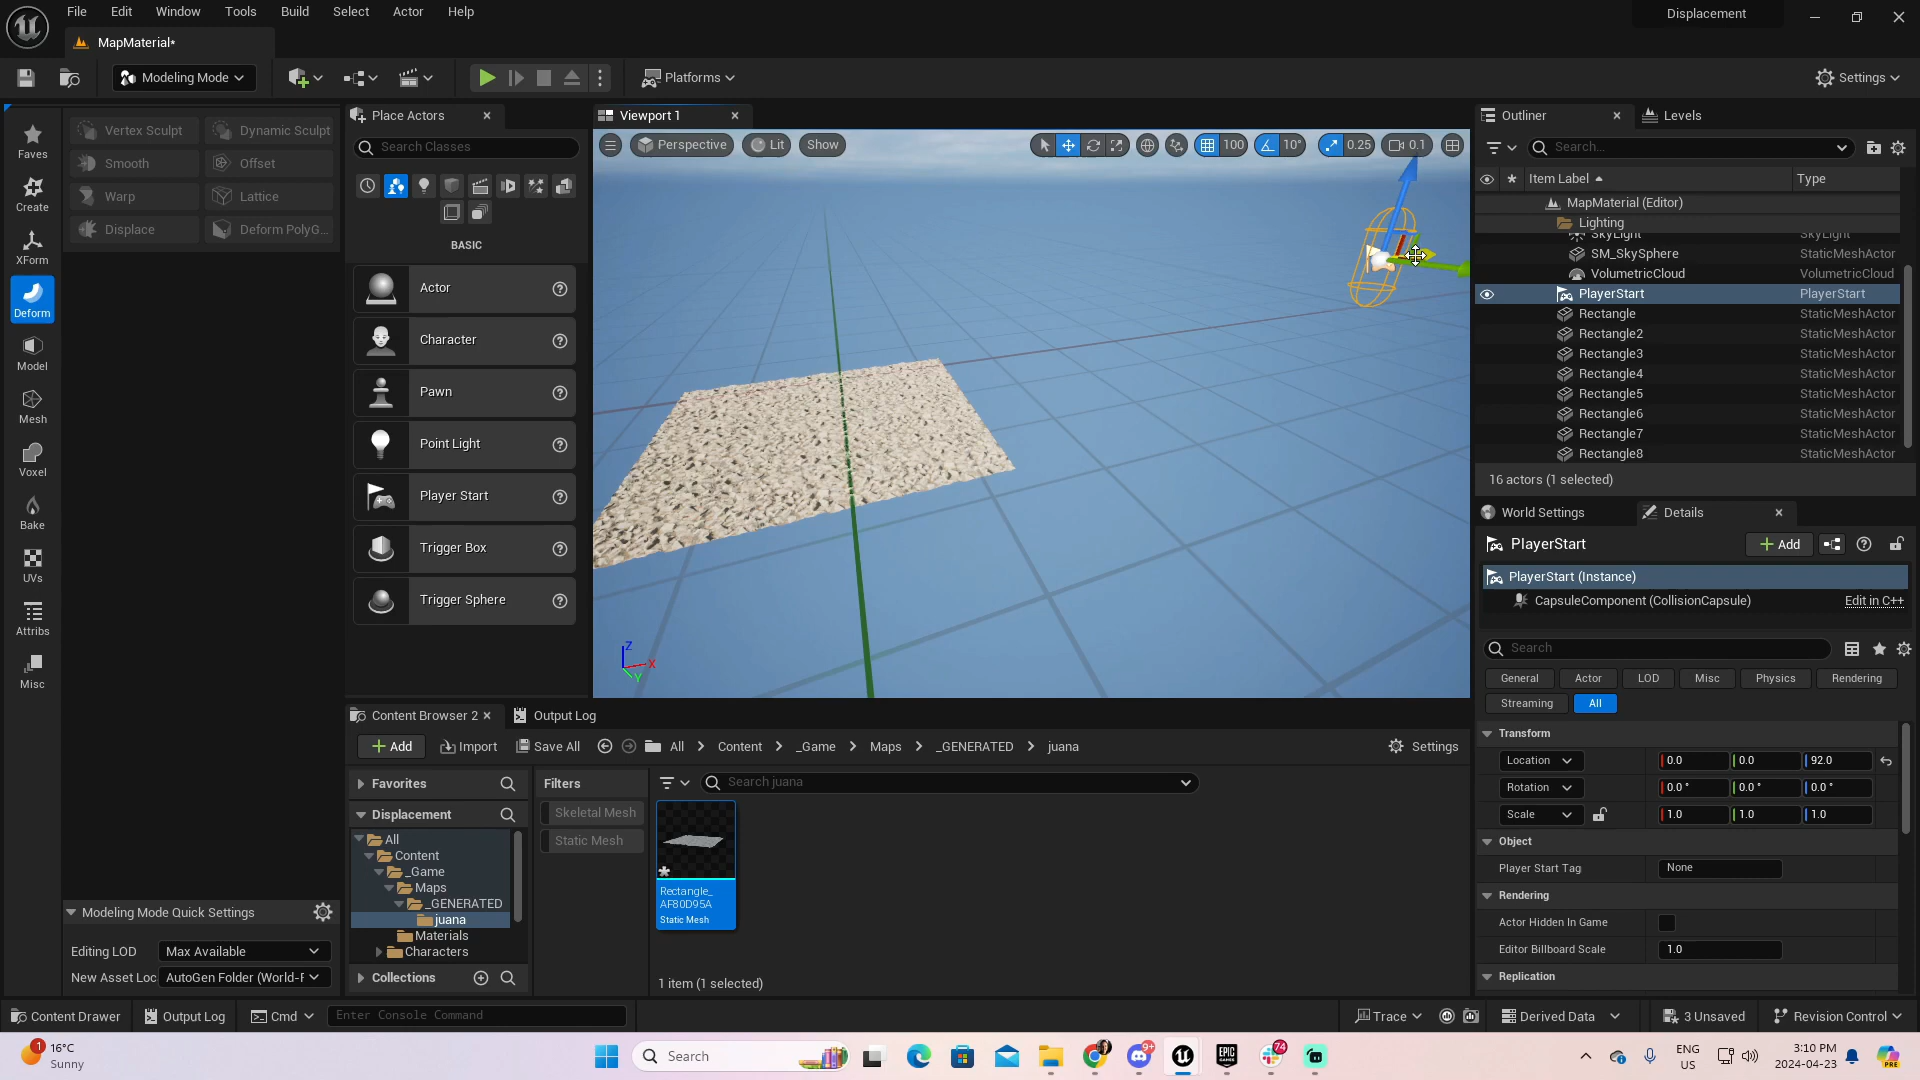 File Edit Window Tools Build Select Actor Help
Displacement
MapMaterial*
Modeling Mode
Platforms
Settings
Faves
Create
XForm
Deform
Model
Mesh
Voxel
Bake
UVs
Attribs
Misc
Vertex Sculpt Dynamic Sculpt
Smooth Offset
Warp Lattice
Displace Deform PolyG...
Modeling Mode Quick Settings
Editing LOD Max Available
New Asset Loc AutoGen Folder (World-F
Place Actors
Search Classes
BASIC
Actor
Character
Pawn
Point Light
Player Start
Trigger Box
Trigger Sphere
Viewport 1
Perspective Lit Show
100 10° 0.25 0.1
Z
X
Y
Outliner Levels
Search...
Item Label Type
MapMaterial (Editor)
Lighting
SkyLight SkyLight
SM_SkySphere StaticMeshActor
VolumetricCloud VolumetricCloud
PlayerStart PlayerStart
Rectangle StaticMeshActor
Rectangle2 StaticMeshActor
Rectangle3 StaticMeshActor
Rectangle4 StaticMeshActor
Rectangle5 StaticMeshActor
Rectangle6 StaticMeshActor
Rectangle7 StaticMeshActor
Rectangle8 StaticMeshActor
16 actors (1 selected)
World Settings Details
PlayerStart
Add
PlayerStart (Instance)
CapsuleComponent (CollisionCapsule) Edit in C++
Search
General Actor LOD Misc Physics Rendering
Streaming All
Transform
Location 0.0 0.0 92.0
Rotation 0.0° 0.0° 0.0°
Scale 1.0 1.0 1.0
Object
Player Start Tag None
Rendering
Actor Hidden In Game
Editor Billboard Scale 1.0
Replication
Content Browser 2 Output Log
Add Import Save All All Content _Game Maps _GENERATED juana Settings
Favorites
Displacement
All
Content
_Game
Maps
_GENERATED
juana
Materials
Characters
Collections
Filters
Skeletal Mesh
Static Mesh
Search juana
Rectangle_
AF80D95A
Static Mesh
1 item (1 selected)
Content Drawer Output Log Cmd Enter Console Command Trace Derived Data 3 Unsaved Revision Control
1
16°C
Sunny
Search
9+
EPIC
GAMES
74
ENG
US
3:10 PM
2024-04-23
PRE